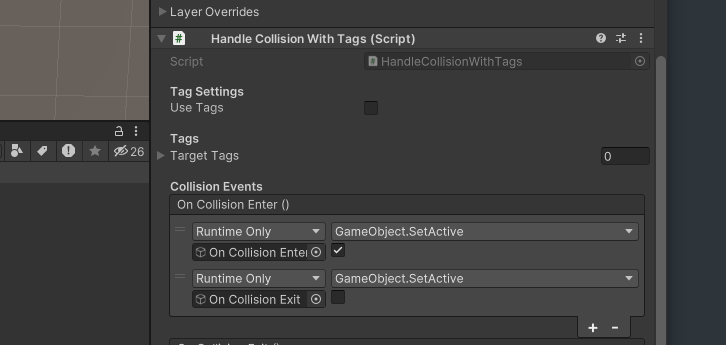 Layer Overrides
# Handle Collision With Tags (Script)
Script # HandleCollisionWithTags
Tag Settings
Use Tags
26
Tags
Target Tags 0
Collision Events
On Collision Enter ()
Runtime Only GameObject.SetActive
On Collision Enter
Runtime Only GameObject.SetActive
On Collision Exit
+ -